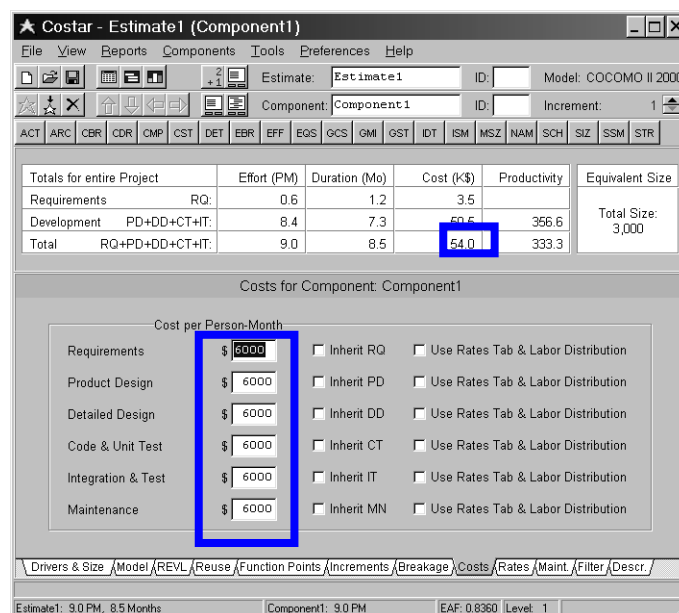 Costar - Estimate1 (Component1)
File View Reports Components Tools Preferences Help
2 +1 Estimate: Estimate1 ID: Model: COCOMO II 2000
Component: Component1 ID: Increment: 1
ACT ARC CBR CDR CMP CST DET EBR EFF EQS GCS GMI GST IDT ISM MSZ NAM SCH SIZ SSM STR
Totals for entire Project Effort (PM) Duration (Mo) Cost (K$) Productivity Equivalent Size
Requirements RQ: 0.6 1.2 3.5
Development PD+DD+CT+IT: 8.4 7.3 50.5 356.6 Total Size:
3,000
Total RQ+PD+DD+CT+IT: 9.0 8.5 54.0 333.3
Costs for Component: Component1
Cost per Person-Month
Requirements $ 6000 Inherit RQ Use Rates Tab & Labor Distribution
Product Design $ 6000 Inherit PD Use Rates Tab & Labor Distribution
Detailed Design $ 6000 Inherit DD Use Rates Tab & Labor Distribution
Code & Unit Test $ 6000 Inherit CT Use Rates Tab & Labor Distribution
Integration & Test $ 6000 Inherit IT Use Rates Tab & Labor Distribution
Maintenance $ 6000 Inherit MN Use Rates Tab & Labor Distribution
Drivers & Size Model REVL Reuse Function Points Increments Breakage Costs Rates Maint. Filter Descr.
Estimate1: 9.0 PM, 8.5 Months Component1: 9.0 PM EAF: 0.8360 Level: 1